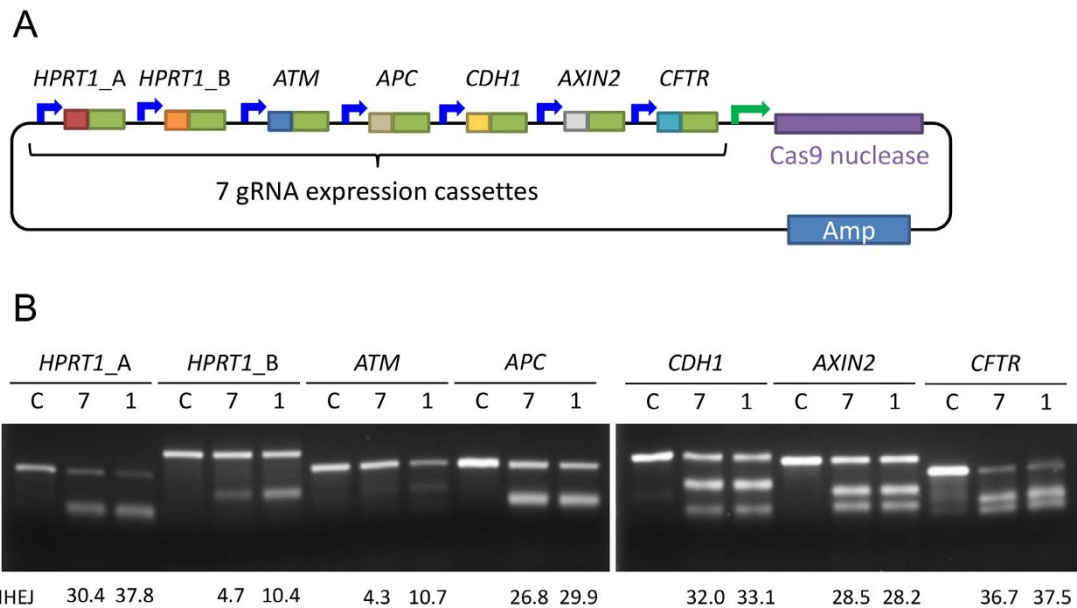 A
HPRT1_A HPRT1_B ATM APC CDH1 AXIN2 CFTR
Cas9 nuclease
7 gRNA expression cassettes
Amp
B
HPRT1_A HPRT1_B ATM APC CDH1 AXIN2 CFTR
C 7 1 C 7 1 C 7 1 C 7 1 C 7 1 C 7 1 C 7 1
HEJ 30.4 37.8 4.7 10.4 4.3 10.7 26.8 29.9 32.0 33.1 28.5 28.2 36.7 37.5